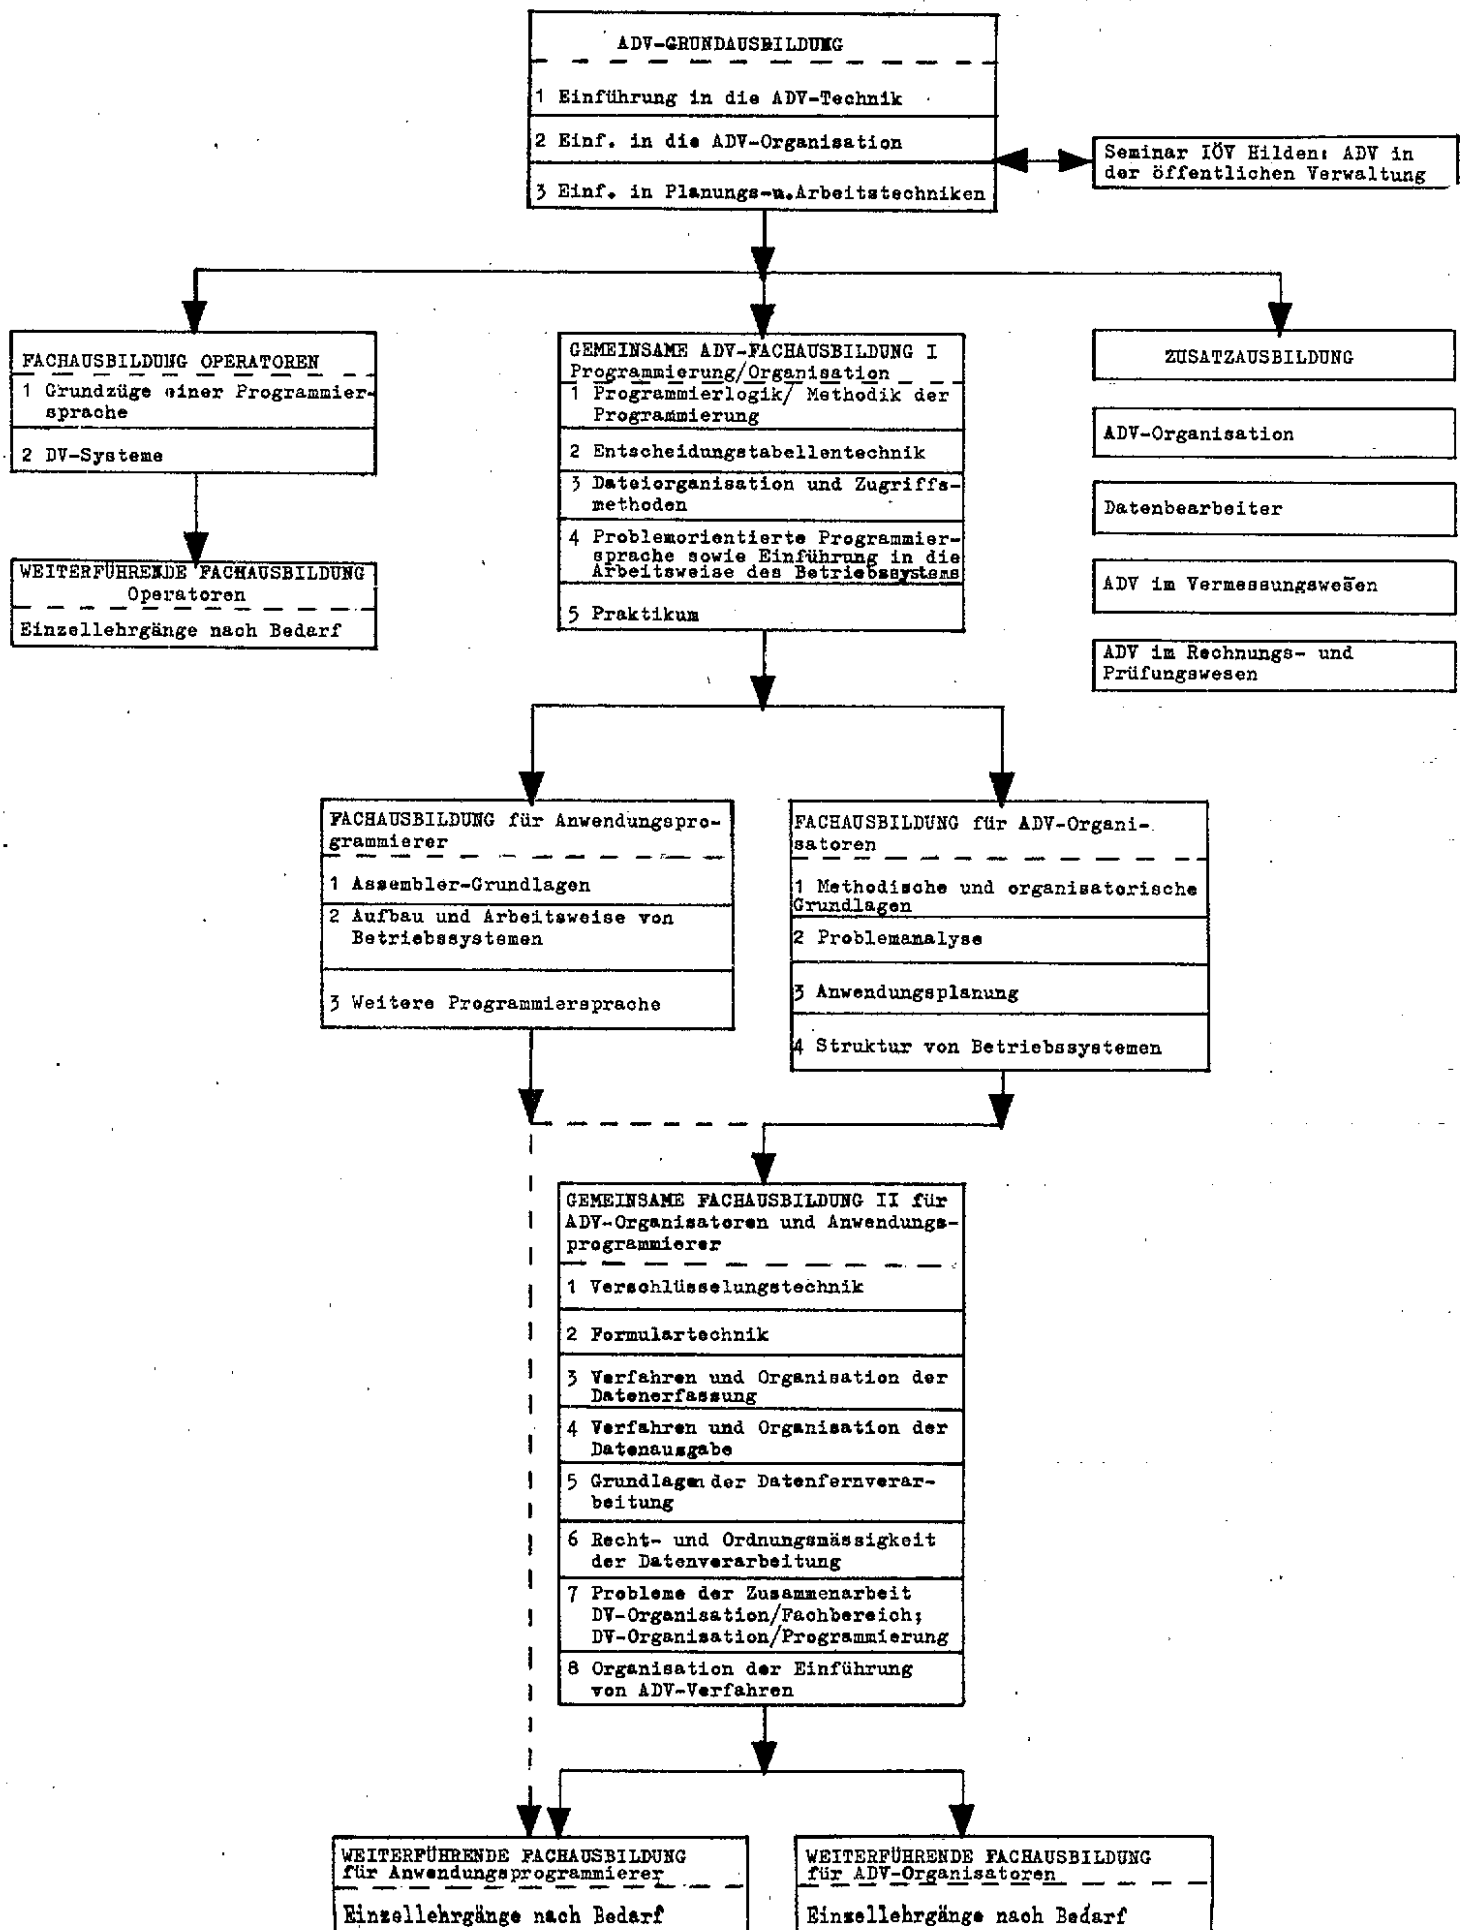 ADV-GRUNDAUSBILDUNG
1 Einführung in die ADV-Technik
2 Einf. in die ADV-Organisation
3 Einf. in Planungs-u.Arbeitstechniken
Seminar IÖV Hilden: ADV in
der öffentlichen Verwaltung
FACHAUSBILDUNG OPERATOREN
1 Grundzüge einer Programmier-
sprache
2 DV-Systeme
WEITERFÜHRENDE FACHAUSBILDUNG
Operatoren
Einzellehrgänge nach Bedarf
GEMEINSAME ADV-FACHAUSBILDUNG I
Programmierung/Organisation
1 Programmierlogik/ Methodik der
Programmierung
2 Entscheidungstabellentechnik
3 Dateiorganisation und Zugriffs-
methoden
4 Problemorientierte Programmier-
sprache sowie Einführung in die
Arbeitsweise des Betriebssystems
5 Praktikum
ZUSATZAUSBILDUNG
ADV-Organisation
Datenbearbeiter
ADV im Vermessungswesen
ADV im Rechnungs- und
Prüfungswesen
FACHAUSBILDUNG für Anwendungspro-
grammierer
1 Assembler-Grundlagen
2 Aufbau und Arbeitsweise von
Betriebssystemen
3 Weitere Programmiersprache
FACHAUSBILDUNG für ADV-Organi-
satoren
1 Methodische und organisatorische
Grundlagen
2 Problemanalyse
3 Anwendungsplanung
4 Struktur von Betriebssystemen
GEMEINSAME FACHAUSBILDUNG II für
ADV-Organisatoren und Anwendungs-
programmierer
1 Verschlüsselungstechnik
2 Formulartechnik
3 Verfahren und Organisation der
Datenerfassung
4 Verfahren und Organisation der
Datenausgabe
5 Grundlagen der Datenfernverar-
beitung
6 Recht- und Ordnungsmässigkeit
der Datenverarbeitung
7 Probleme der Zusammenarbeit
DV-Organisation/Fachbereich;
DV-Organisation/Programmierung
8 Organisation der Einführung
von ADV-Verfahren
WEITERFÜHRENDE FACHAUSBILDUNG
für Anwendungsprogrammierer
Einzellehrgänge nach Bedarf
WEITERFÜHRENDE FACHAUSBILDUNG
für ADV-Organisatoren
Einzellehrgänge nach Bedarf